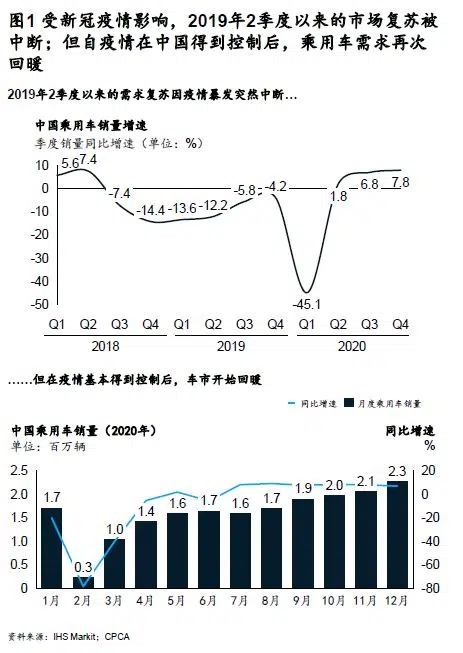 图1 受新冠疫情影响，2019年2季度以来的市场复苏被
中断；但自疫情在中国得到控制后，乘用车需求再次
回暖
2019年2季度以来的需求复苏因疫情暴发突然中断…
中国乘用车销量增速
季度销量同比增速（单位：%）
10 5.6 7.4 -7.4 -14.4 -13.6 -12.2 -5.8 -4.2 -45.1 1.8 6.8 7.8
0
-10
-20
-30
-40
-50
Q1 Q2 Q3 Q4 Q1 Q2 Q3 Q4 Q1 Q2 Q3 Q4
2018 2019 2020
……但在疫情基本得到控制后，车市开始回暖
同比增速 月度乘用车销量
中国乘用车销量（2020年） 同比增速
单位：百万辆 %
2.5 20
2.0 0
1.5 -20
1.0 -40
0.5 -60
0 -80
1.7 0.3 1.0 1.4 1.6 1.7 1.6 1.7 1.9 2.0 2.1 2.3
1月 2月 3月 4月 5月 6月 7月 8月 9月 10月 11月 12月
资料来源：IHS Markit；CPCA